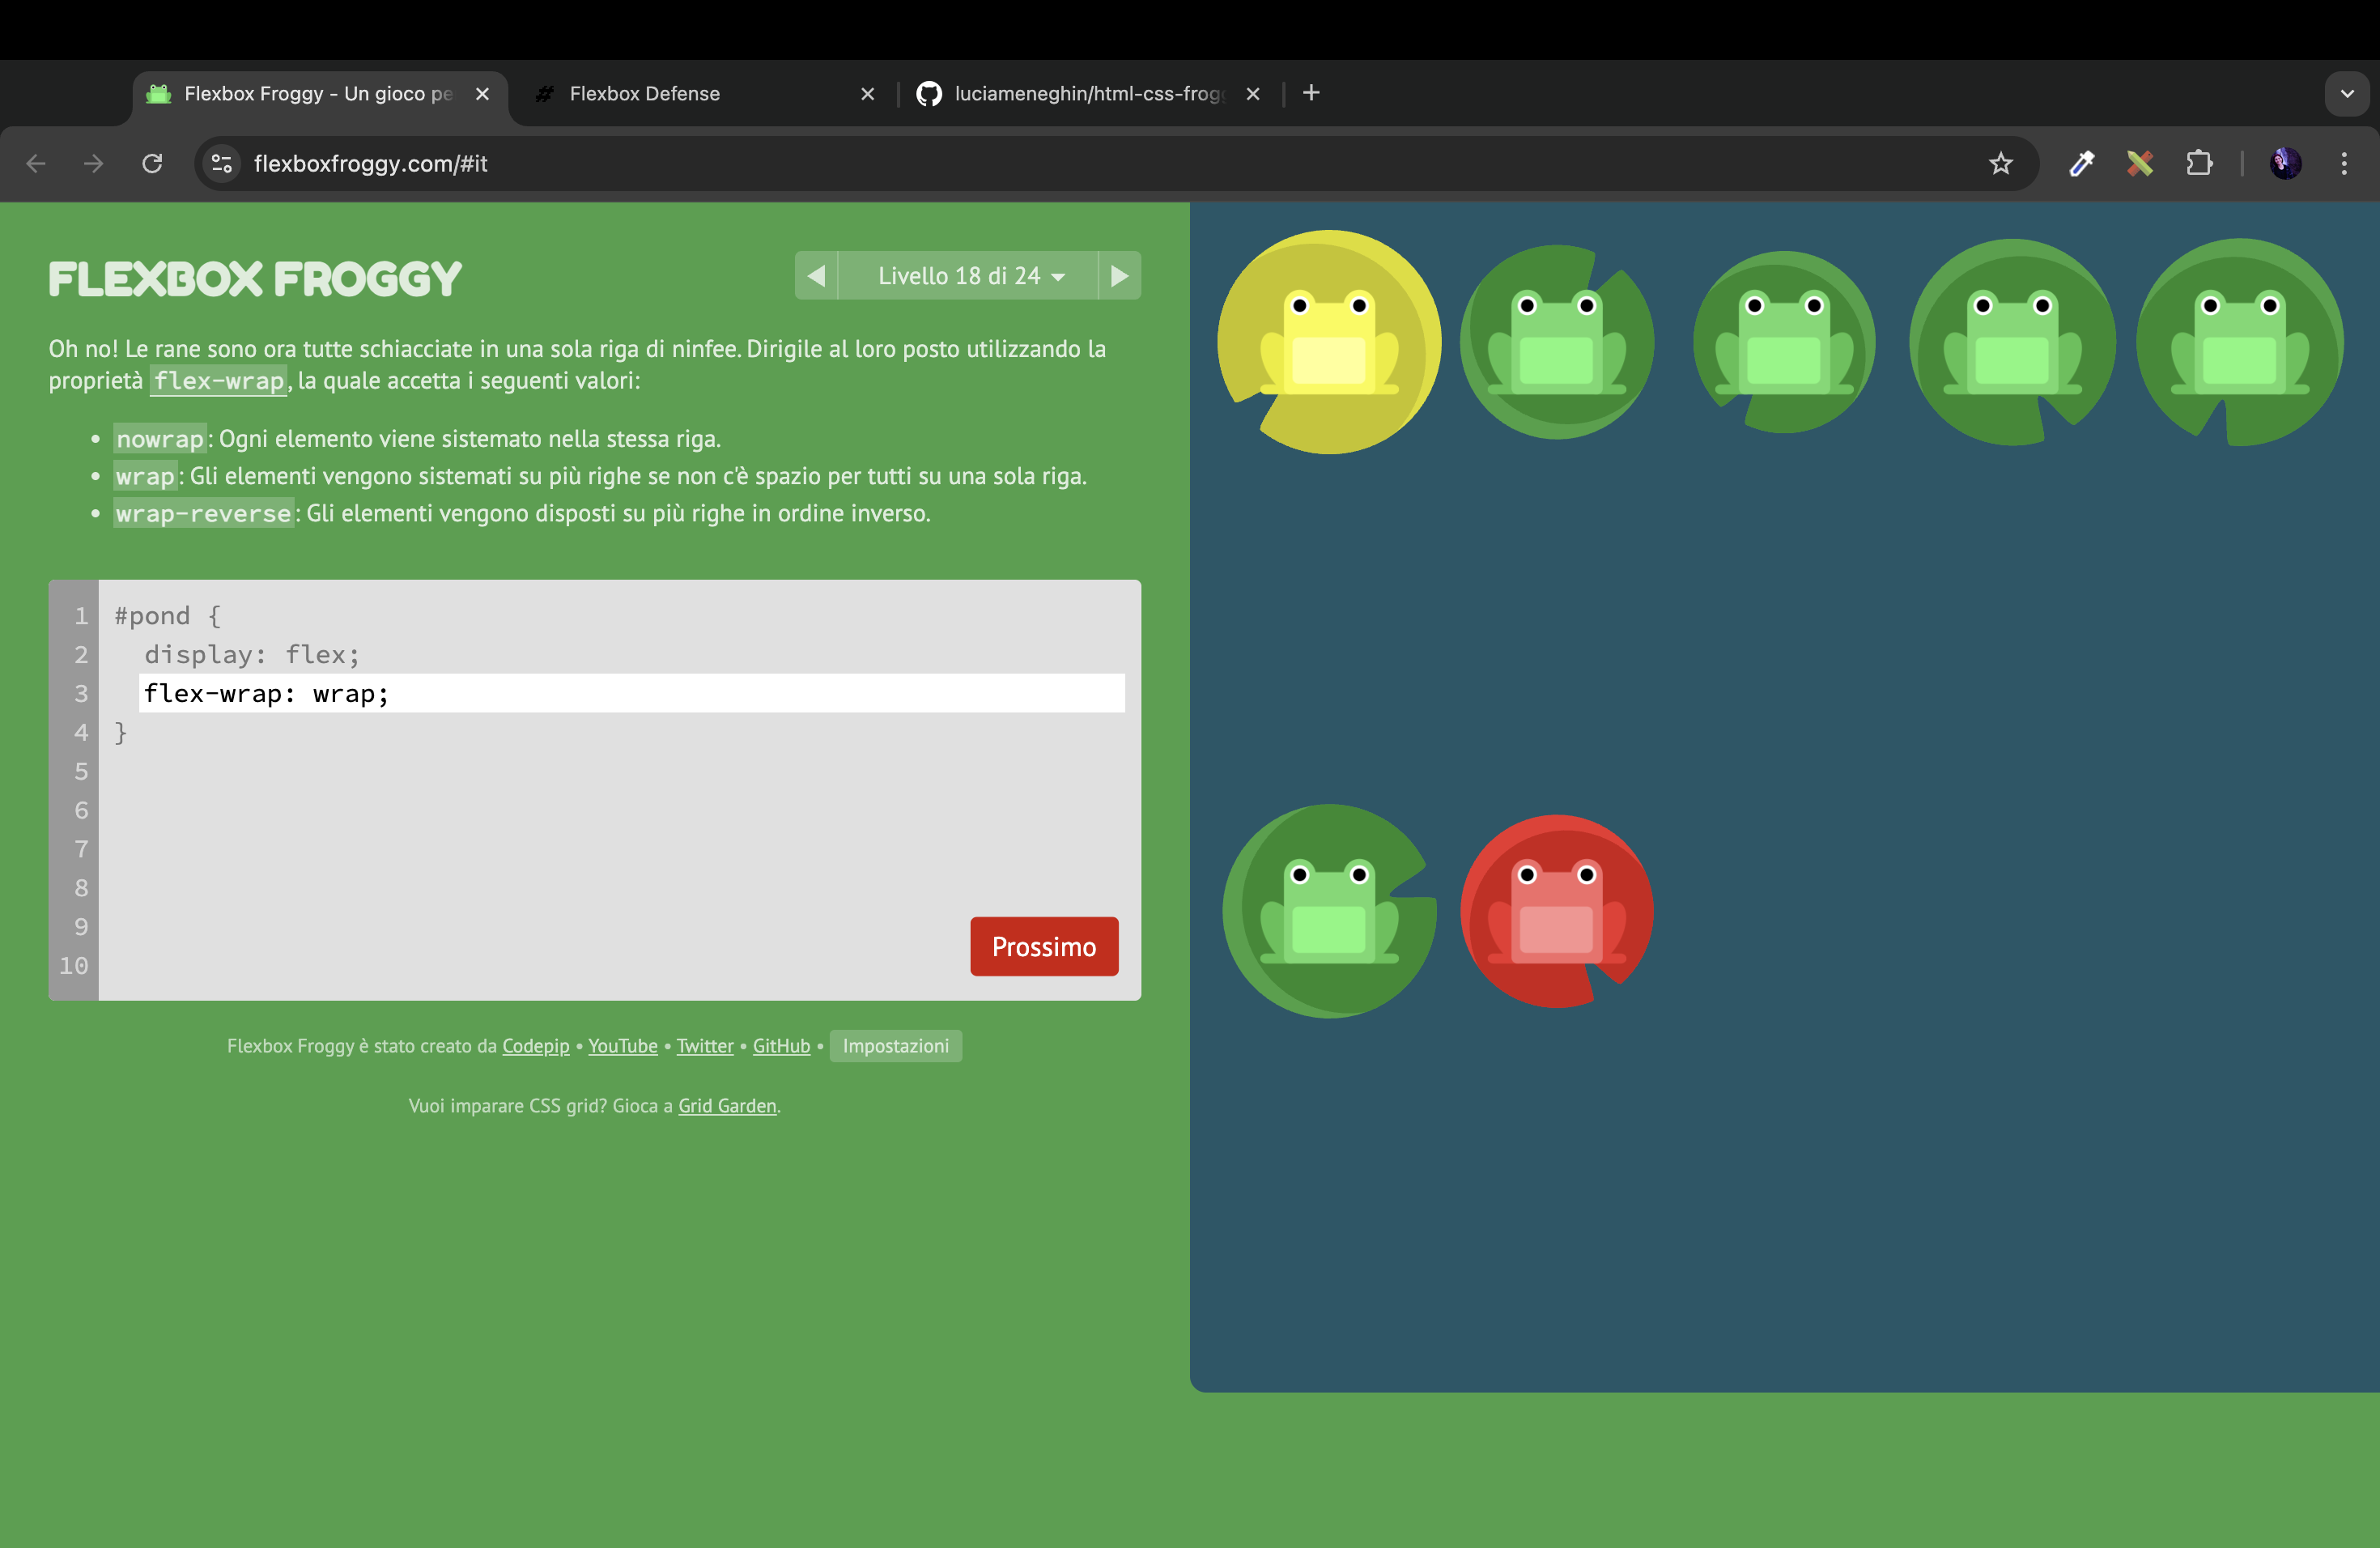 Flexbox Froggy - Un gioco pe
Flexbox Defense
luciameneghin/html-css-frogg
flexboxfroggy.com/#it
FLEXBOX FROGGY
Livello 18 di 24
Oh no! Le rane sono ora tutte schiacciate in una sola riga di ninfee. Dirigile al loro posto utilizzando la
proprietà flex-wrap, la quale accetta i seguenti valori:
• nowrap: Ogni elemento viene sistemato nella stessa riga.
• wrap: Gli elementi vengono sistemati su più righe se non c'è spazio per tutti su una sola riga.
• wrap-reverse: Gli elementi vengono disposti su più righe in ordine inverso.
1 #pond {
2 display: flex;
3 flex-wrap: wrap;
4 }
5
6
7
8
9
10
Prossimo
Flexbox Froggy è stato creato da Codepip • YouTube • Twitter • GitHub • Impostazioni
Vuoi imparare CSS grid? Gioca a Grid Garden.